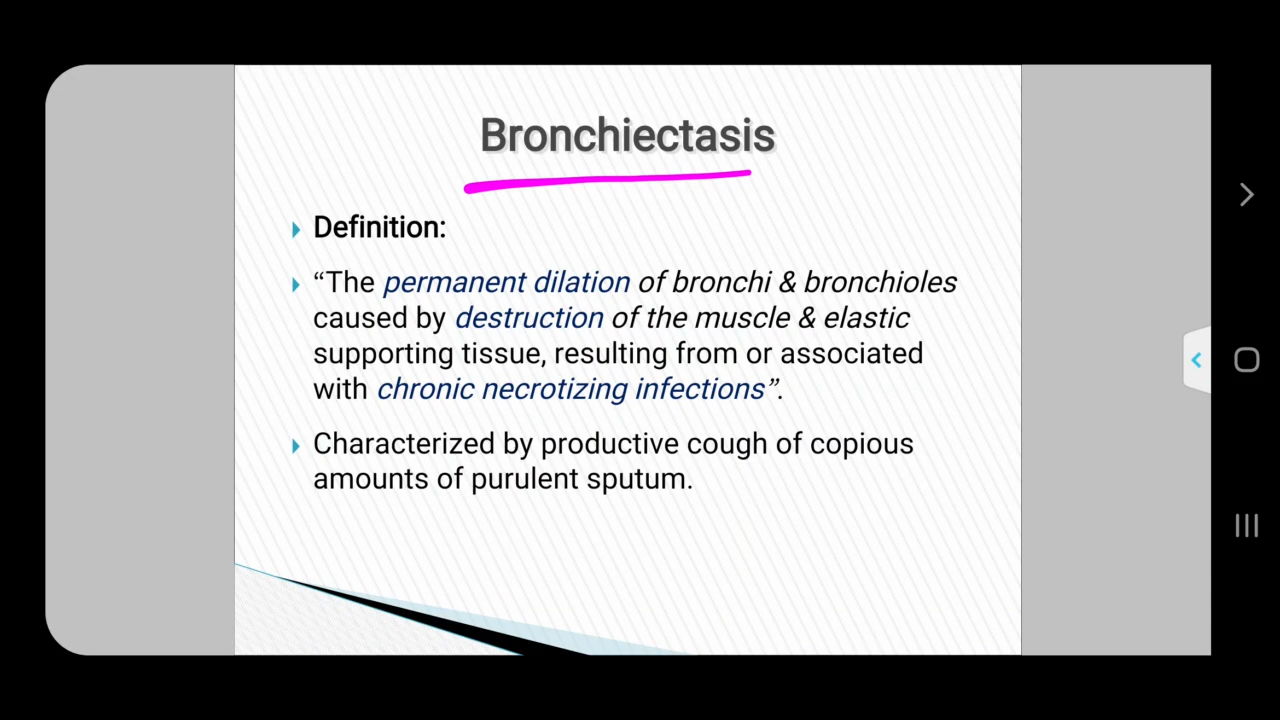 Bronchiectasis
Definition:
“The permanent dilation of bronchi & bronchioles
caused by destruction of the muscle & elastic
supporting tissue, resulting from or associated
with chronic necrotizing infections”.
Characterized by productive cough of copious
amounts of purulent sputum.